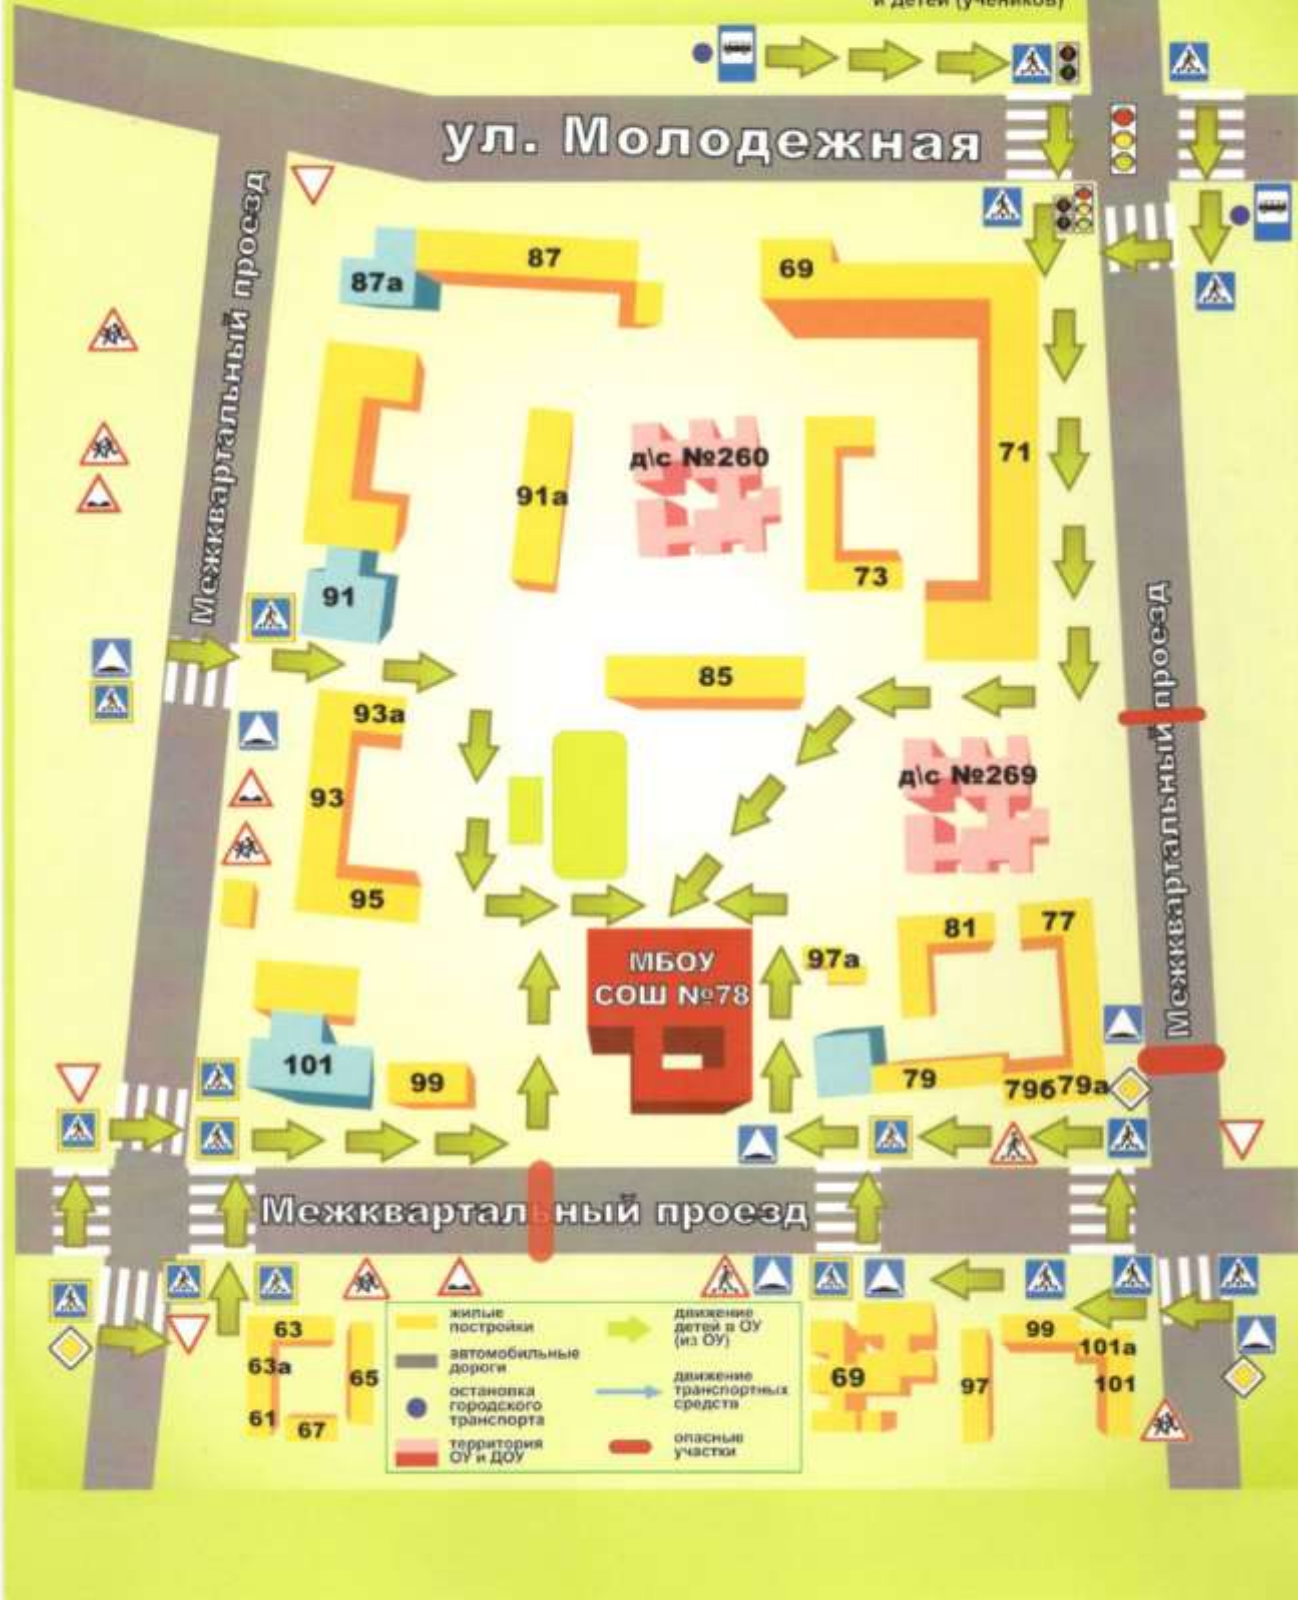 и детей (учеников)
ул. Молодежная
Межквартальный проезд
87
87а
69
71
91а
д\с №260
73
91
85
93а
93
95
д\с №269
Межквартальный проезд
81
77
97а
МБОУ
СОШ №78
101
99
79
79б
79а
Межквартальный проезд
63
63а
65
61
67
жилые
постройки
автомобильные
дороги
остановка
городского
транспорта
территория
ОУ и ДОУ
движение
детей в ОУ
(из ОУ)
движение
транспортных
средств
опасные
участки
69
97
99
101а
101